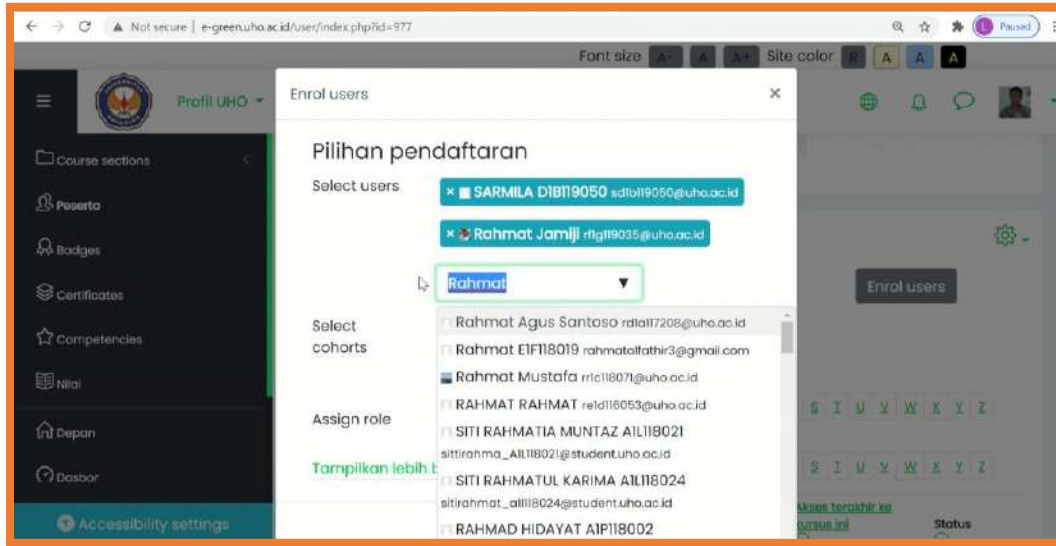 Not secure | e-green.uho.ac.id/user/index.php?id=977
Paused
Font size A- A A+ Site color R A A A
Profil UHO
Enrol users ×
Course sections
Peserta
Badges
Certificates
Competencies
Nilai
Depan
Dasbor
Accessibility settings
Pilihan pendaftaran
Select users
× SARMILA D1B119050 sd1b119050@uho.ac.id
× Rahmat Jamiji r1g119035@uho.ac.id
Rahmat ▼
Rahmat Agus Santoso rd1a117208@uho.ac.id
Rahmat E1F118019 rahmatalfathir3@gmail.com
Rahmat Mustofa rr1c118071@uho.ac.id
RAHMAT RAHMAT re1d116053@uho.ac.id
SITI RAHMATIA MUNTAZ A1L118021
sittirahma_A1L118021@student.uho.ac.id
SITI RAHMATUL KARIMA A1L118024
sitirahmat_a1l118024@student.uho.ac.id
RAHMAD HIDAYAT A1P118002
Select
cohorts
Assign role
Tampilkan lebih
Enrol users
S T U V W X Y Z
S T U V W X Y Z
Akses terakhir ke
kursus ini
Status